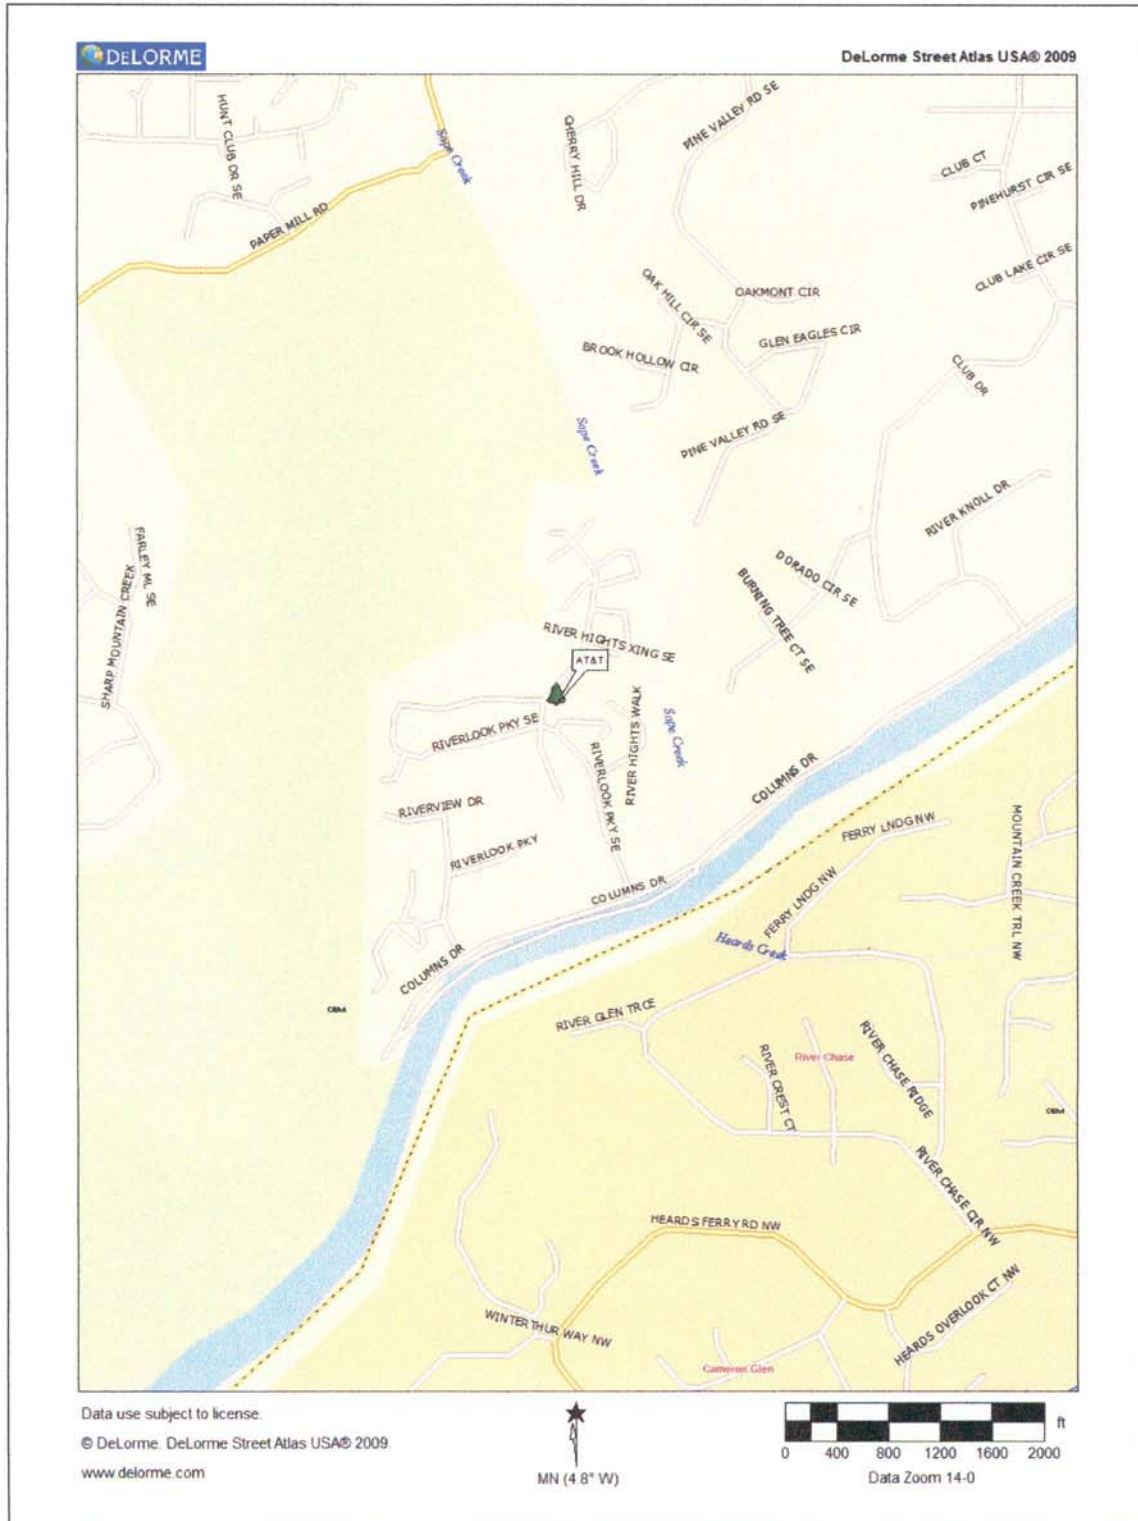 DELORME
DeLorme Street Atlas USA® 2009
HUNT CLUB DR SE
Sope Creek
CHERRY HILL DR
PINE VALLEY RD SE
CLUB CT
PINEHURST CIR SE
PAPER MILL RD
CLUB LAKE CIR SE
OAK HILL CIR SE
OAKMONT CIR
GLEN EAGLES CIR
BROOK HOLLOW CIR
CLUB DR
Sope Creek
PINE VALLEY RD SE
RIVER KNOLL DR
FARLEY ML SE
SHARP MOUNTAIN CREEK
DORADO CIR SE
BURNING TREE CT SE
RIVER HIGHTS XING SE
AT&T
RIVERLOOK PKY SE
RIVERLOOK PKY SE
RIVER HIGHTS WALK
Sope Creek
COLUMNS DR
RIVERVIEW DR
RIVERLOOK PKY
FERRY LNDG NW
MOUNTAIN CREEK TRL NW
COLUMNS DR
FERRY LNDG NW
Heards Creek
COLUMNS DR
CEM
RIVER GLEN TRCE
RIVER CREST CT
River Chase
RIVER CHASE RIDGE
CEM
RIVER CHASE CIR NW
HEARDS FERRY RD NW
WINTERTHUR WAY NW
HEARDS OVERLOOK CT NW
Cameron Glen
Data use subject to license.
© DeLorme. DeLorme Street Atlas USA® 2009.
www.delorme.com
MN (4.8° W)
ft
0 400 800 1200 1600 2000
Data Zoom 14-0